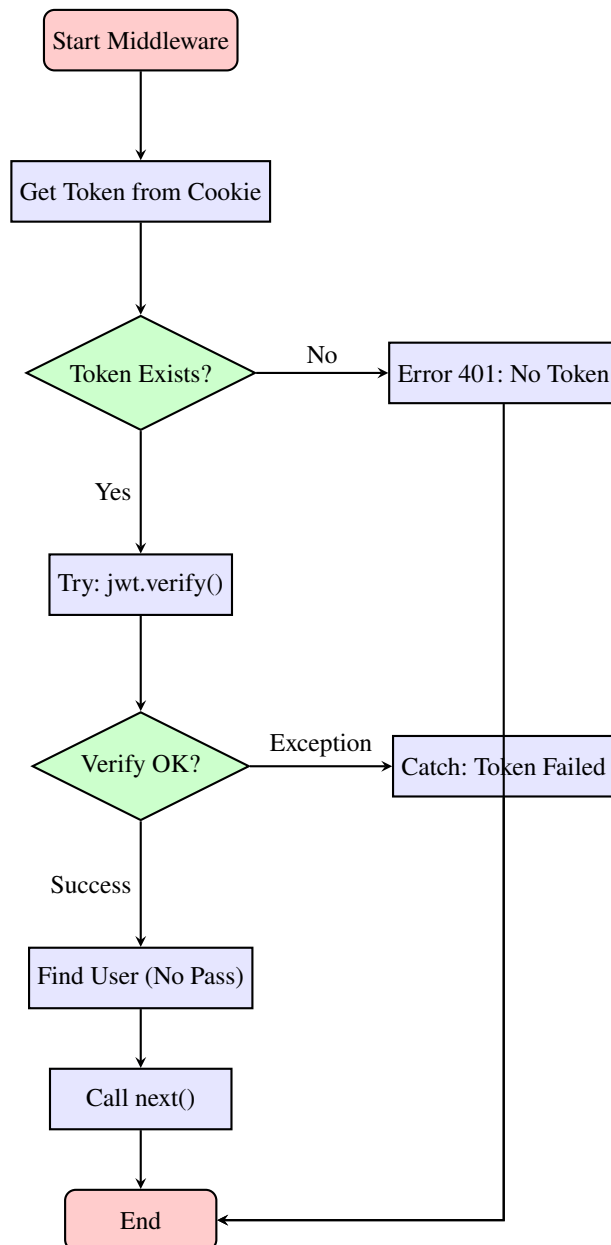 Start Middleware
Get Token from Cookie
Token Exists?
No
Error 401: No Token
Yes
Try: jwt.verify()
Verify OK?
Exception
Catch: Token Failed
Success
Find User (No Pass)
Call next()
End